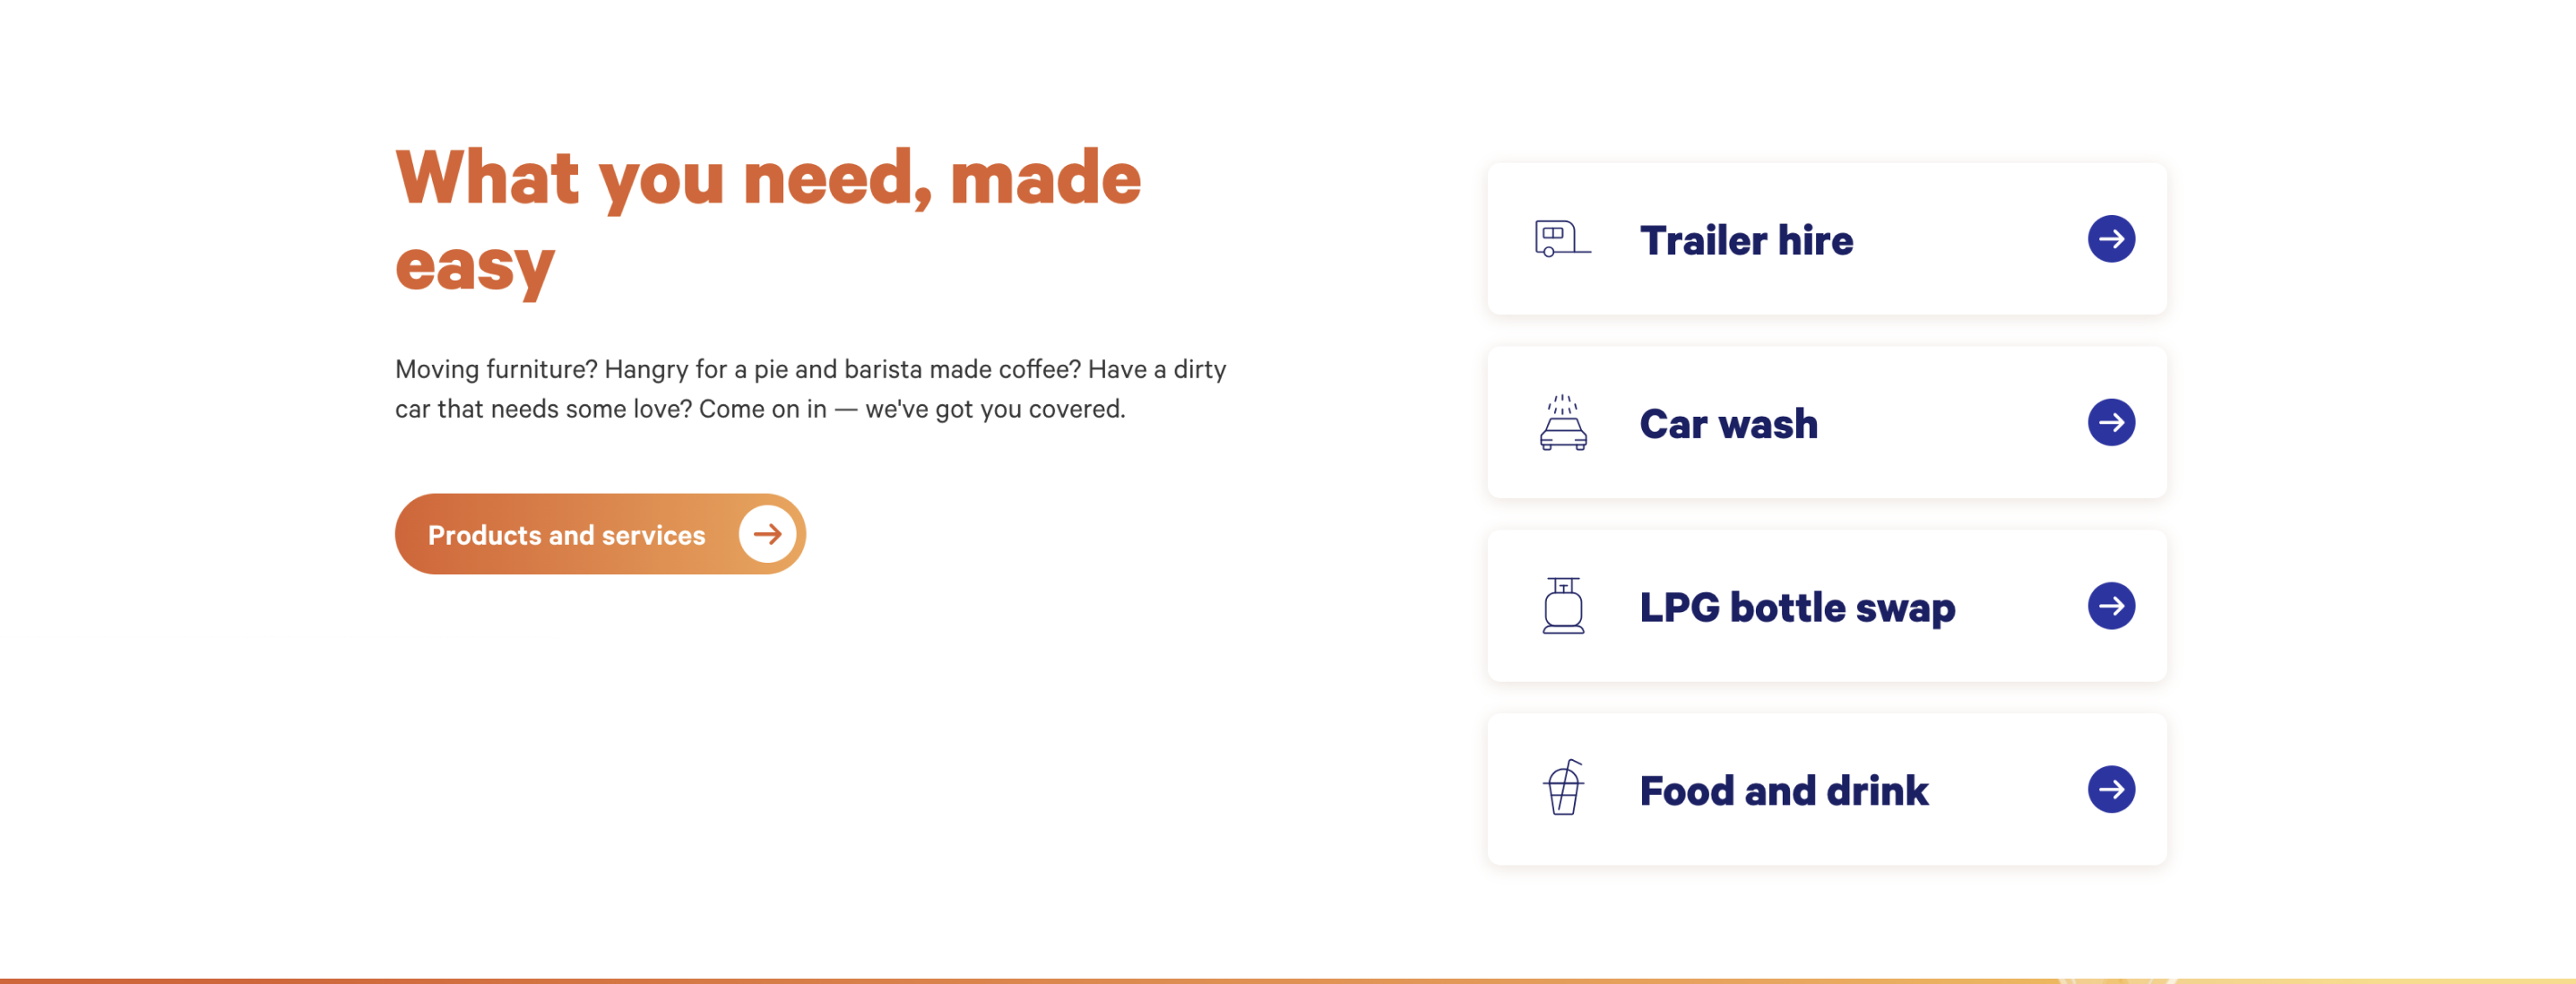 What you need, made
easy
Moving furniture? Hangry for a pie and barista made coffee? Have a dirty
car that needs some love? Come on in — we've got you covered.
Products and services
Trailer hire
Car wash
LPG bottle swap
Food and drink